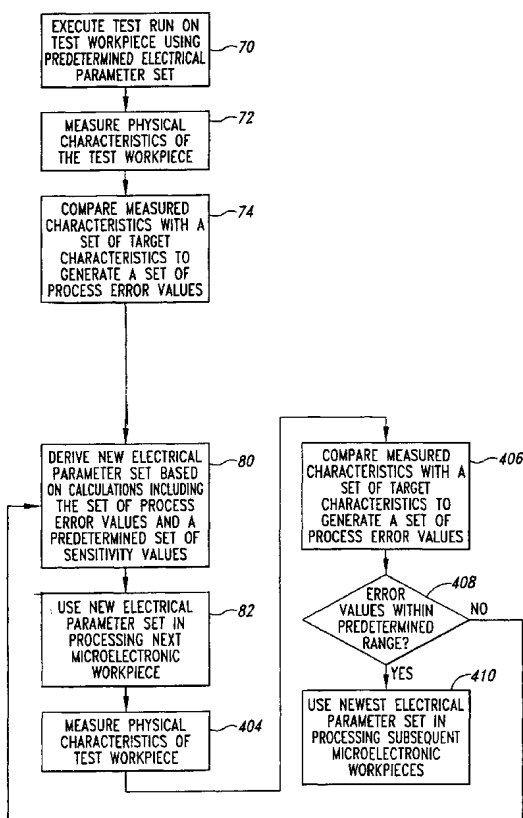 EXECUTE TEST RUN ON
TEST WORKPIECE USING
PREDETERMINED ELECTRICAL
PARAMETER SET
70
MEASURE PHYSICAL
CHARACTERISTICS OF
THE TEST WORKPIECE
72
COMPARE MEASURED
CHARACTERISTICS WITH A
SET OF TARGET
CHARACTERISTICS TO
GENERATE A SET OF
PROCESS ERROR VALUES
74
DERIVE NEW ELECTRICAL
PARAMETER SET BASED
ON CALCULATIONS INCLUDING
THE SET OF PROCESS
ERROR VALUES AND A
PREDETERMINED SET OF
SENSITIVITY VALUES
80
USE NEW ELECTRICAL
PARAMETER SET IN
PROCESSING NEXT
MICROELECTRONIC
WORKPIECE
82
MEASURE PHYSICAL
CHARACTERISTICS OF
TEST WORKPIECE
404
COMPARE MEASURED
CHARACTERISTICS WITH A
SET OF TARGET
CHARACTERISTICS TO
GENERATE A SET OF
PROCESS ERROR VALUES
406
ERROR
VALUES WITHIN
PREDETERMINED
RANGE?
408
NO
YES
410
USE NEWEST ELECTRICAL
PARAMETER SET IN
PROCESSING SUBSEQUENT
MICROELECTRONIC
WORKPIECES